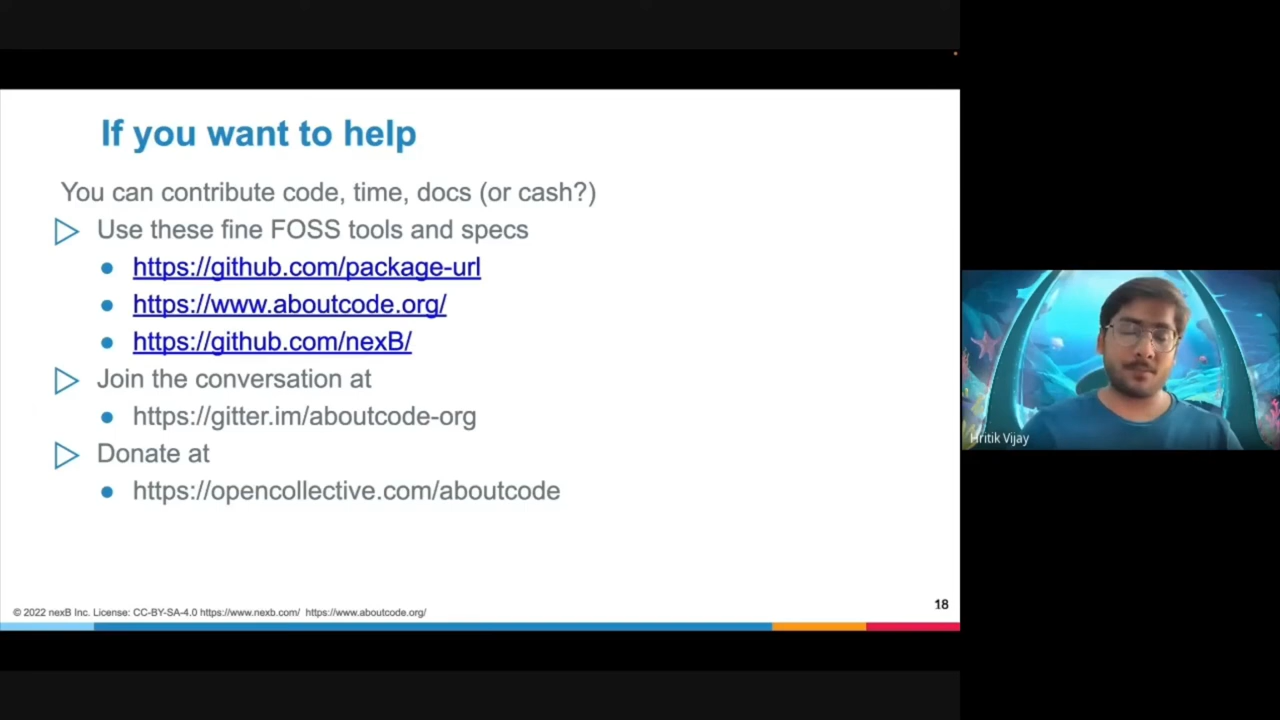 If you want to help
You can contribute code, time, docs (or cash?)
Use these fine FOSS tools and specs
https://github.com/package-url
https://www.aboutcode.org/
https://github.com/nexB/
Join the conversation at
https://gitter.im/aboutcode-org
Donate at
https://opencollective.com/aboutcode
© 2022 nexB Inc. License: CC-BY-SA-4.0 https://www.nexb.com/ https://www.aboutcode.org/
18
Hritik Vijay